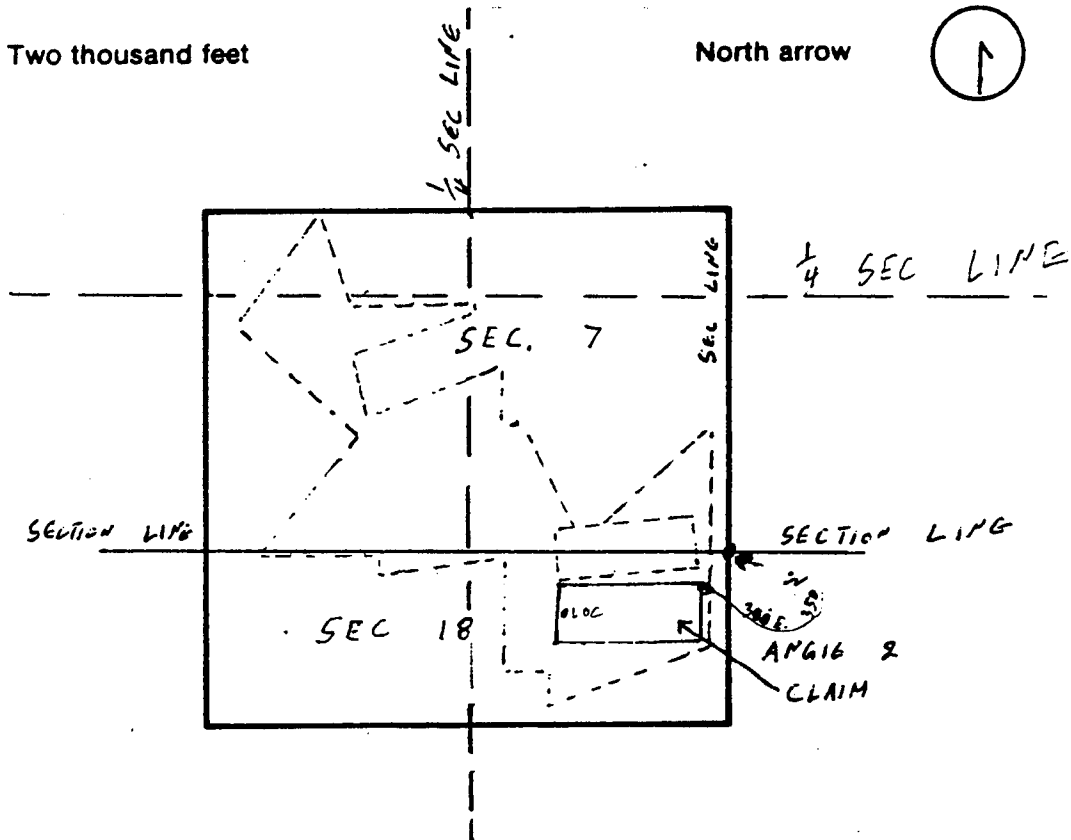 Two thousand feet
North arrow
1/4 SEC LINE
1/4 SEC LINE
SEC LINE
SEC. 7
SECTION LINE
SECTION LINE
LOC
SEC 18
ANGIE 2
CLAIM